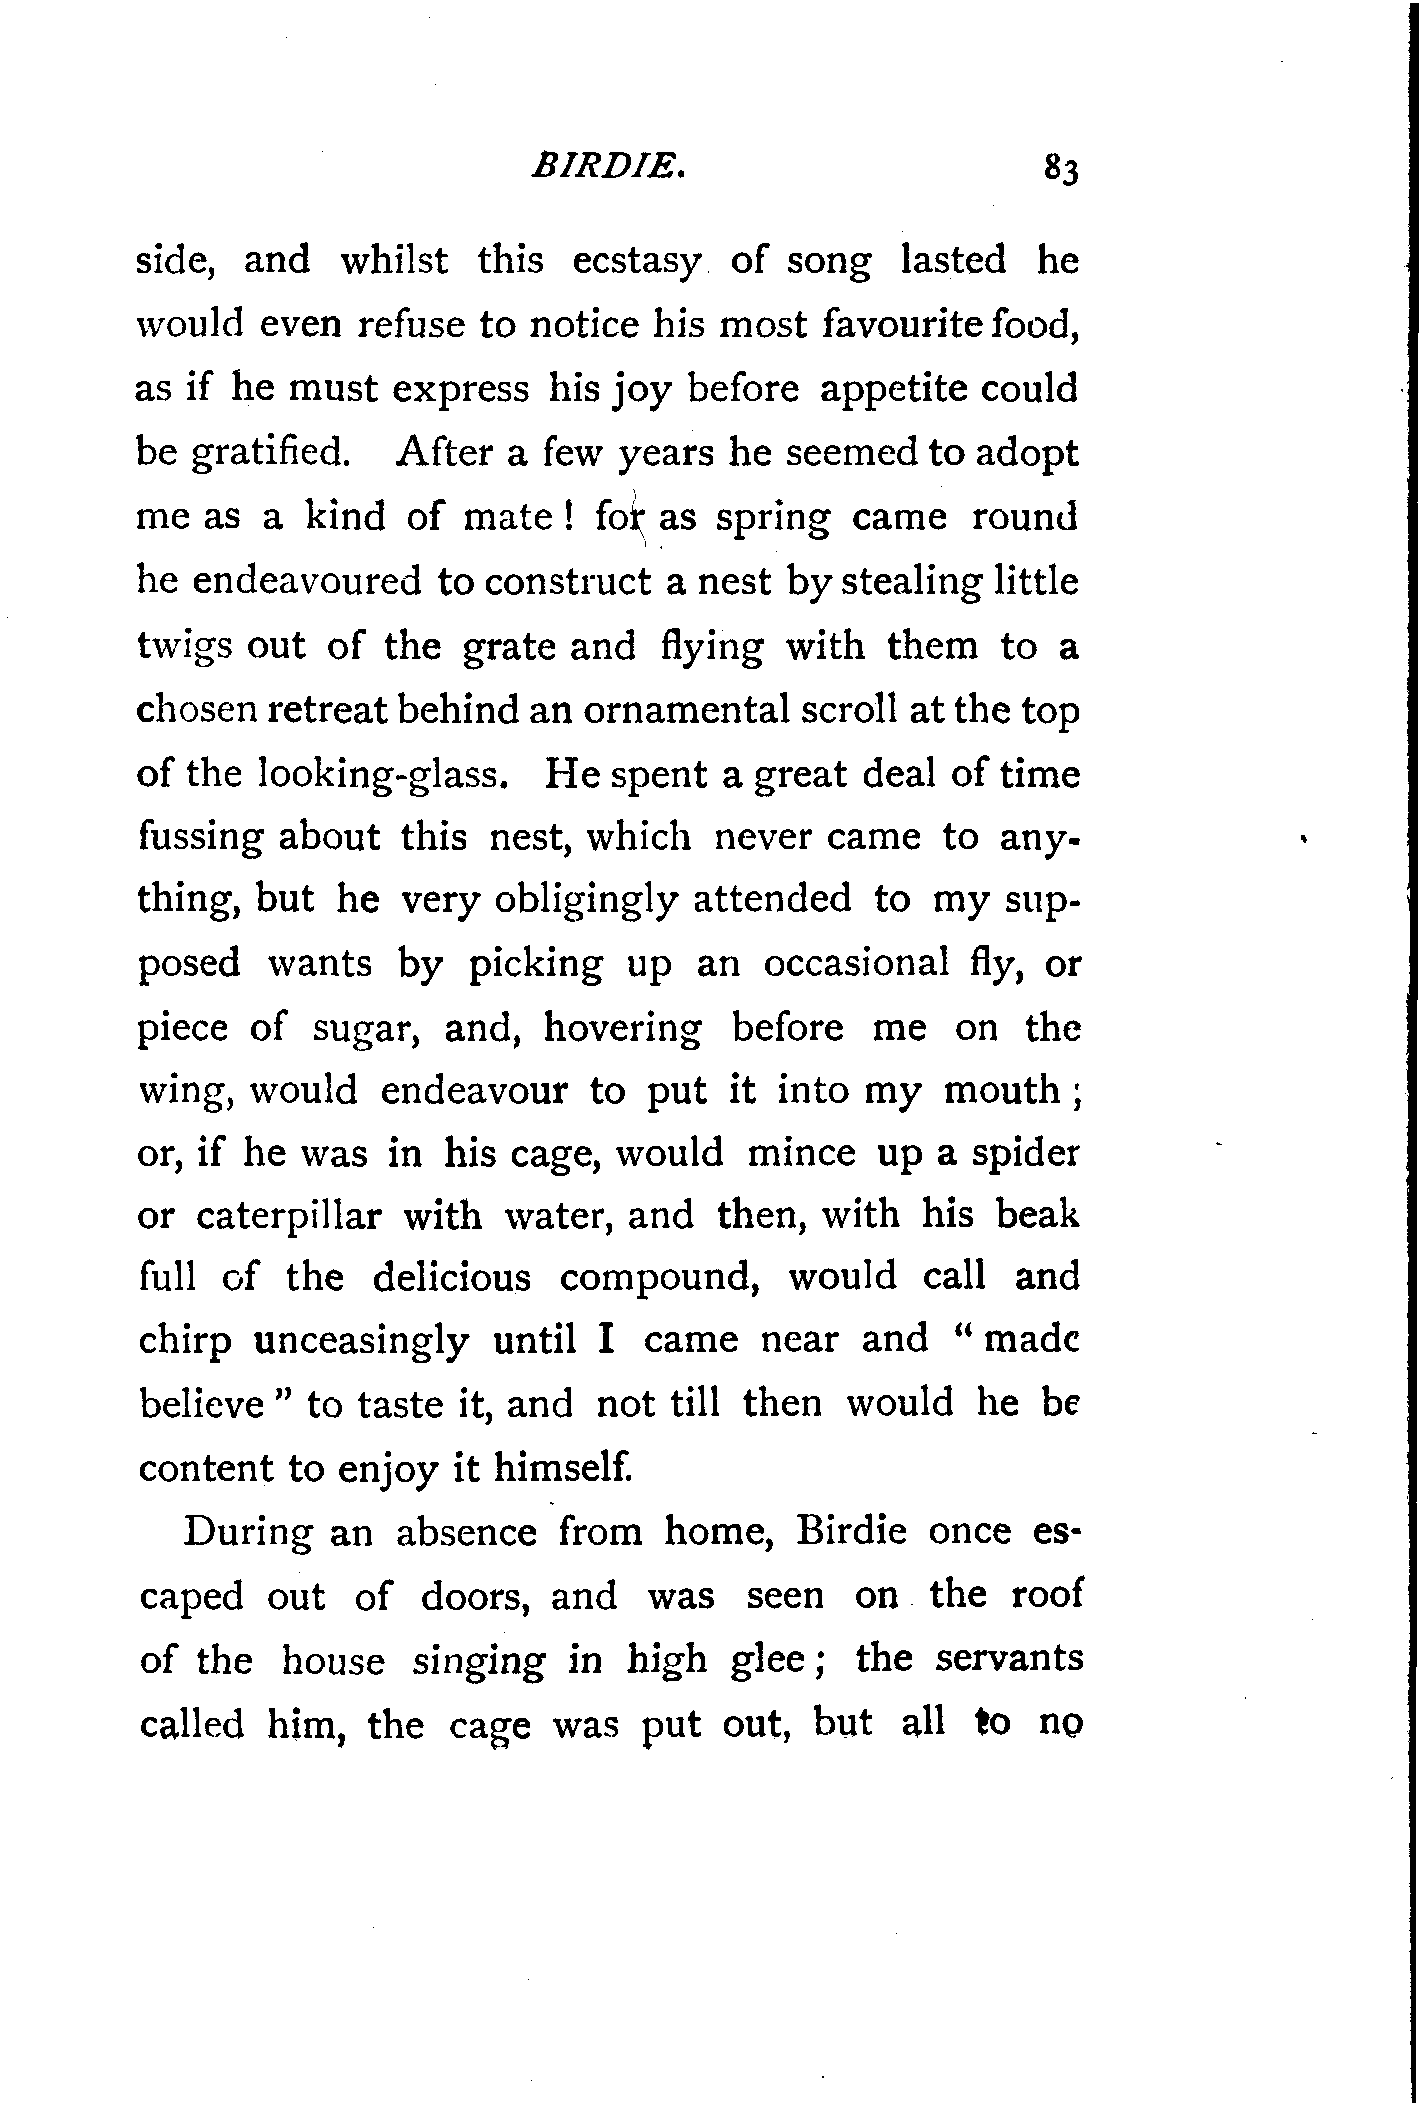 BIRDIE. 83
side, and whilst this ecstasy of song lasted he
would even refuse to notice his most favourite food,
as if he must express his joy before appetite could
be gratified. After a few years he seemed to adopt
me as a kind of mate ! for as spring came round
he endeavoured to construct a nest by stealing little
twigs out of the grate and flying with them to a
chosen retreat behind an ornamental scroll at the top
of the looking-glass. He spent a great deal of time
fussing about this nest, which never came to any-
thing, but he very obligingly attended to my sup-
posed wants by picking up an occasional fly, or
piece of sugar, and, hovering before me on the
wing, would endeavour to put it into my mouth ;
or, if he was in his cage, would mince up a spider
or caterpillar with water, and then, with his beak
full of the delicious compound, would call and
chirp unceasingly until I came near and " made
believe " to taste it, and not till then would he be
content to enjoy it himself.
During an absence from home, Birdie once es-
caped out of doors, and was seen on the roof
of the house singing in high glee ; the servants
called him, the cage was put out, but all to no